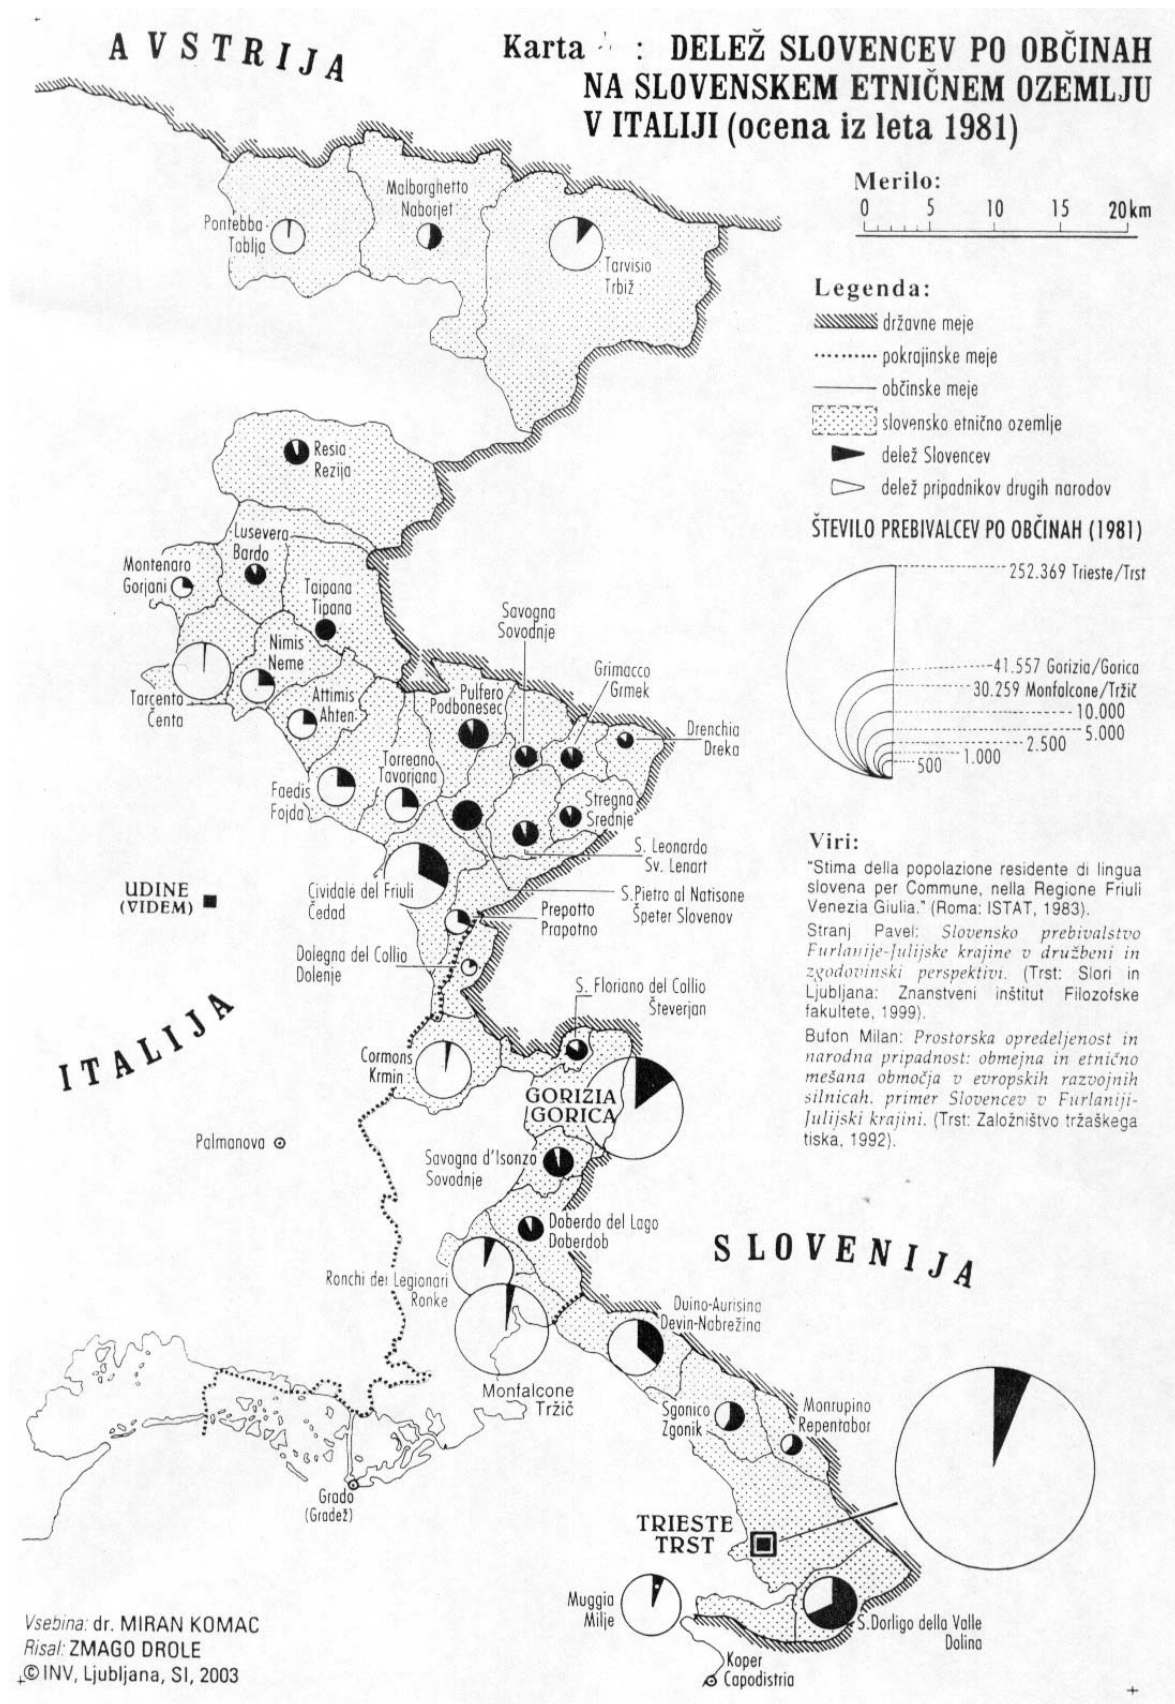 AVSTRIJA
Karta : DELEŽ SLOVENCEV PO OBČINAH
NA SLOVENSKEM ETNIČNEM OZEMLJU
V ITALIJI (ocena iz leta 1981)
Merilo:
0 5 10 15 20 km
Malborghetto
Naborjet
Pontebba
Tablja
Tarvisio
Trbiž
Legenda:
državne meje
pokrajinske meje
občinske meje
slovensko etnično ozemlje
delež Slovencev
delež pripadnikov drugih narodov
ŠTEVILO PREBIVALCEV PO OBČINAH (1981)
252.369 Trieste/Trst
41.557 Gorizia/Gorica
30.259 Monfalcone/Tržič
10.000
5.000
2.500
1.000
500
Resia
Rezija
Lusevera
Bardo
Montenaro
Gorjani
Taipana
Tipana
Savogna
Sovodnje
Nimis
Neme
Grimacco
Grmek
Tarcento
Čenta
Attimis
Ahten
Pulfero
Podbonesec
Drenchia
Dreka
Torreano
Tavorjana
Faedis
Fojda
Stregna
Srednje
S. Leonardo
Sv. Lenart
Cividale del Friuli
Čedad
S.Pietro al Natisone
Špeter Slovenov
UDINE
(VIDEM)
Prepotto
Prapotno
Dolegna del Collio
Dolenje
S. Floriano del Collio
Števerjan
Viri:
"Stima della popolazione residente di lingua
slovena per Commune, nella Regione Friuli
Venezia Giulia." (Roma: ISTAT, 1983).
Stranj Pavel: Slovensko prebivalstvo
Furlanije-Julijske krajine v družbeni in
zgodovinski perspektivi. (Trst: Slori in
Ljubljana: Znanstveni inštitut Filozofske
fakultete, 1999).
Bufon Milan: Prostorska opredeljenost in
narodna pripadnost: obmejna in etnično
mešana območja v evropskih razvojnih
silnicah. primer Slovencev v Furlaniji-
Julijski krajini. (Trst: Založništvo tržaškega
tiska, 1992).
ITALIJA
Cormons
Krmin
GORIZIA
GORICA
Palmanova
Savogna d'Isonzo
Sovodnje
Doberdo del Lago
Doberdob
SLOVENIJA
Ronchi dei Legionari
Ronke
Duino-Aurisina
Devin-Nabrežina
Monfalcone
Tržič
Sgonico
Zgonik
Monrupino
Repentabor
Grado
(Gradež)
TRIESTE
TRST
Muggia
Milje
S.Dorligo della Valle
Dolina
Koper
Capodistria
Vsebina: dr. MIRAN KOMAC
Risal: ZMAGO DROLE
© INV, Ljubljana, SI, 2003